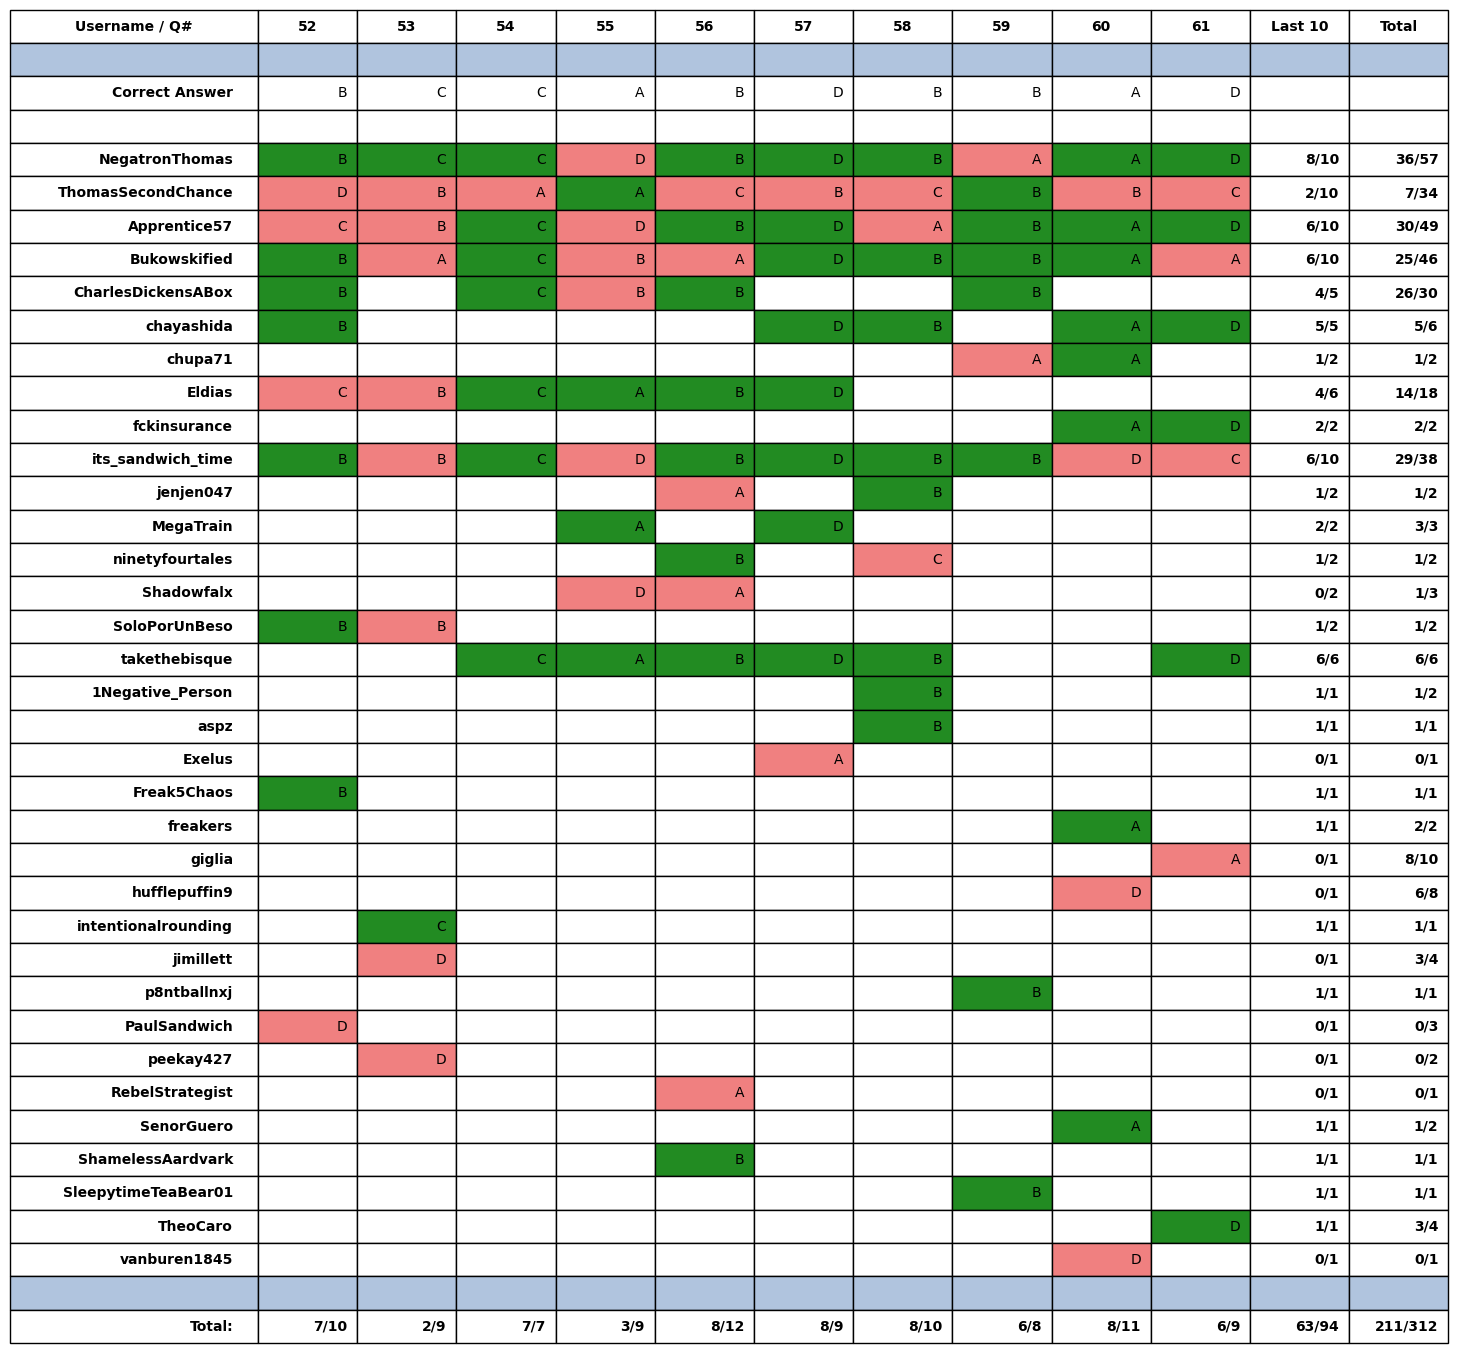 Username / Q# 52 53 54 55 56 57 58 59 60 61 Last 10 Total
Correct Answer B C C A B D B B A D
NegatronThomas B C C D B D B A A D 8/10 36/57
ThomasSecondChance D B A A C B C B B C 2/10 7/34
Apprentice57 C B C D B D A B A D 6/10 30/49
Bukowskified B A C B A D B B A A 6/10 25/46
CharlesDickensABox B C B B B 4/5 26/30
chayashida B D B A D 5/5 5/6
chupa71 A A 1/2 1/2
Eldias C B C A B D 4/6 14/18
fckinsurance A D 2/2 2/2
its_sandwich_time B B C D B D B B D C 6/10 29/38
jenjen047 A B 1/2 1/2
MegaTrain A D 2/2 3/3
ninetyfourtales B C 1/2 1/2
Shadowfalx D A 0/2 1/3
SoloPorUnBeso B B 1/2 1/2
takethebisque C A B D B D 6/6 6/6
1Negative_Person B 1/1 1/2
aspz B 1/1 1/1
Exelus A 0/1 0/1
Freak5Chaos B 1/1 1/1
freakers A 1/1 2/2
giglia A 0/1 8/10
hufflepuffin9 D 0/1 6/8
intentionalrounding C 1/1 1/1
jimillett D 0/1 3/4
p8ntballnxj B 1/1 1/1
PaulSandwich D 0/1 0/3
peekay427 D 0/1 0/2
RebelStrategist A 0/1 0/1
SenorGuero A 1/1 1/2
ShamelessAardvark B 1/1 1/1
SleepytimeTeaBear01 B 1/1 1/1
TheoCaro D 1/1 3/4
vanburen1845 D 0/1 0/1
Total: 7/10 2/9 7/7 3/9 8/12 8/9 8/10 6/8 8/11 6/9 63/94 211/312